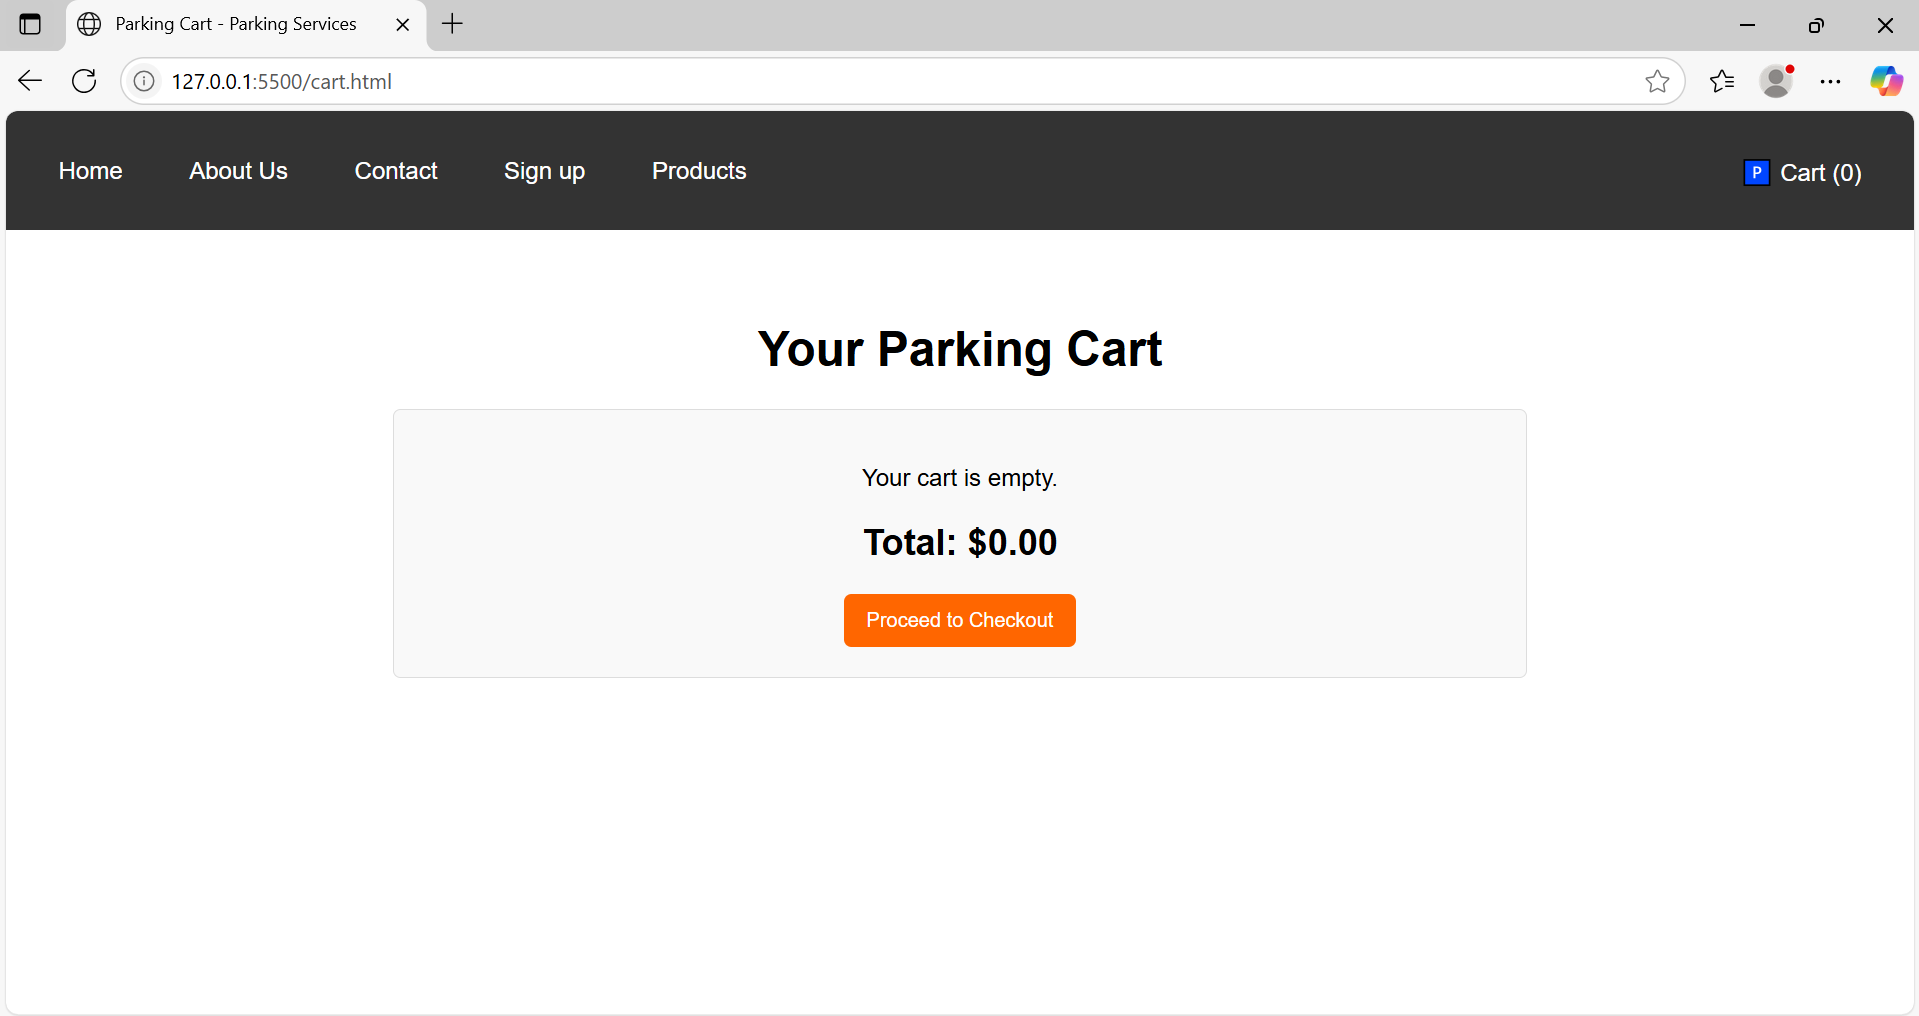 Parking Cart - Parking Services
127.0.0.1:5500/cart.html
Home About Us Contact Sign up Products P Cart (0)
Your Parking Cart
Your cart is empty.
Total: $0.00
Proceed to Checkout